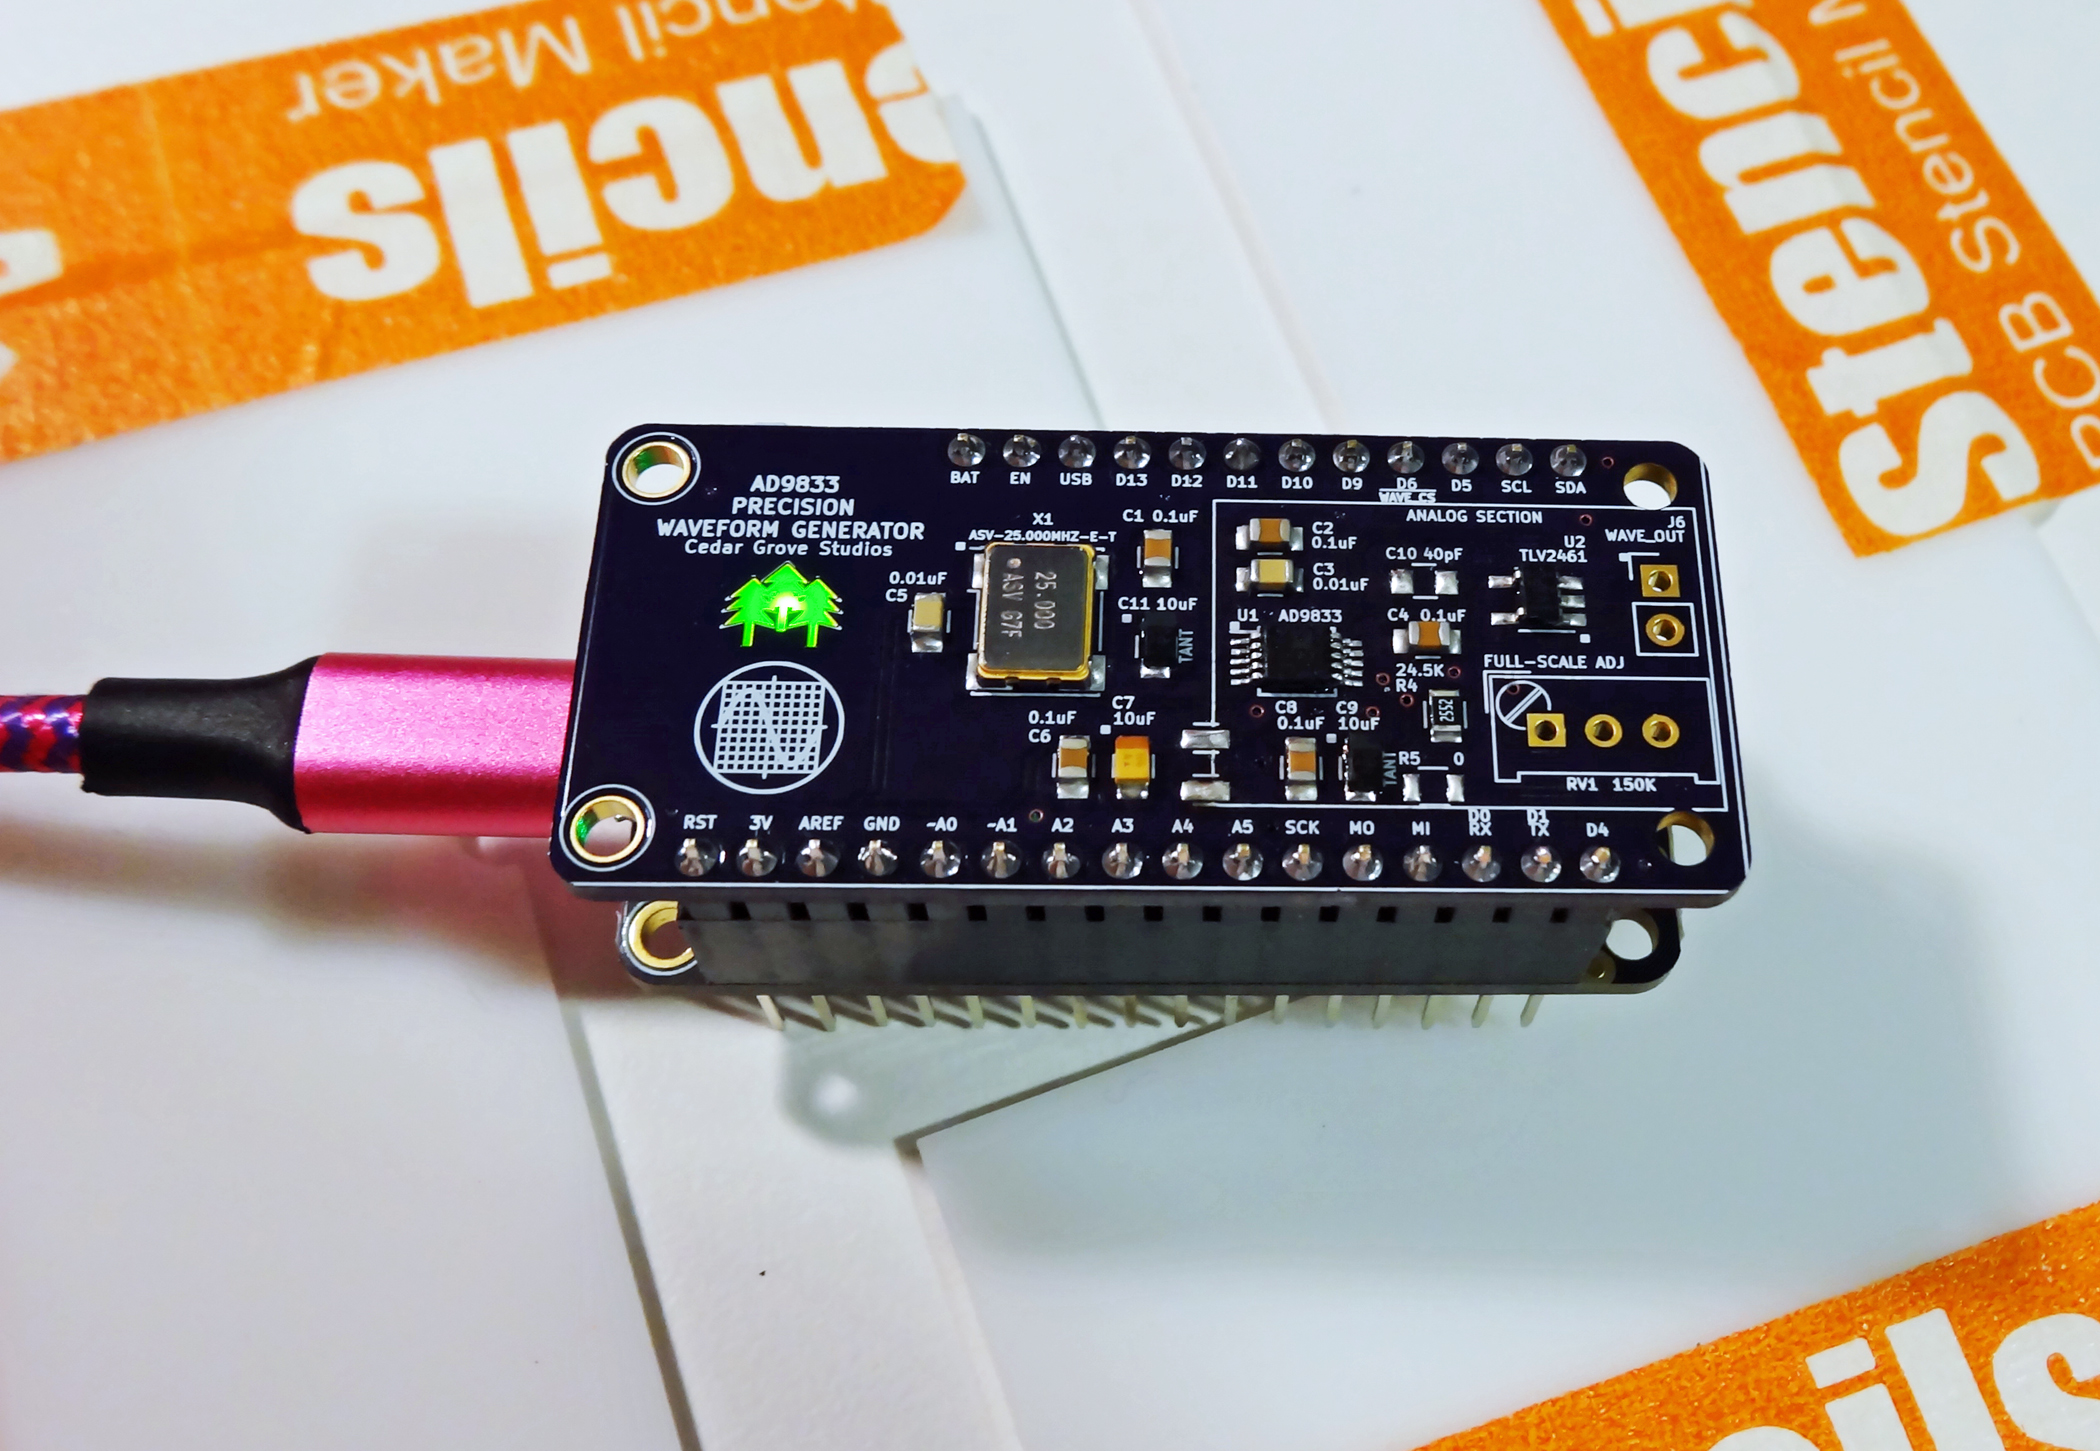 Stencil Maker
encils
Stenci
PCB Stencil M
ils
BAT EN USB D13 D12 D11 D10 D9 D6 D5 SCL SDA
WAVE_CS
AD9833
PRECISION
WAVEFORM GENERATOR
Cedar Grove Studios
X1
ASV-25.000MHZ-E-T
25.000
ASV G7F
C1 0.1uF
0.01uF
C5
C11 10uF
TANT
0.1uF
C6
C7
10uF
ANALOG SECTION
C2
0.1uF
C3
0.01uF
C10 40pF
U2
TLV2461
J6
WAVE_OUT
U1 AD9833
C4 0.1uF
24.5K
R4
2552
FULL-SCALE ADJ
C8
0.1uF
C9
10uF
TANT
R5 0
RV1 150K
RST 3V AREF GND ~A0 ~A1 A2 A3 A4 A5 SCK MO MI D0 RX D1 TX D4